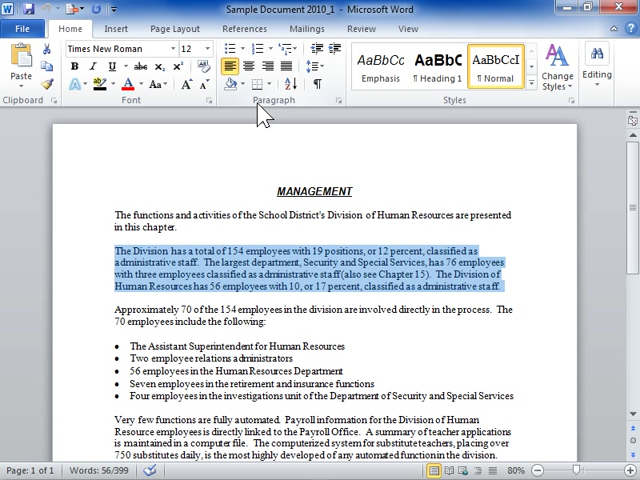 Sample Document 2010_1 - Microsoft Word
File Home Insert Page Layout References Mailings Review View
Times New Roman 12
Paste
Clipboard Font Paragraph Styles
AaBbCc AaBbC AaBbCcI
Emphasis ¶ Heading 1 ¶ Normal
Change Styles
Editing
MANAGEMENT
The functions and activities of the School District's Division of Human Resources are presented
in this chapter.
The Division has a total of 154 employees with 19 positions, or 12 percent, classified as
administrative staff. The largest department, Security and Special Services, has 76 employees
with three employees classified as administrative staff (also see Chapter 15). The Division of
Human Resources has 56 employees with 10, or 17 percent, classified as administrative staff.
Approximately 70 of the 154 employees in the division are involved directly in the process. The
70 employees include the following:
• The Assistant Superintendent for Human Resources
• Two employee relations administrators
• 56 employees in the Human Resources Department
• Seven employees in the retirement and insurance functions
• Four employees in the investigations unit of the Department of Security and Special Services
Very few functions are fully automated. Payroll information for the Division of Human
Resource employees is directly linked to the Payroll Office. A summary of teacher applications
is maintained in a computer file. The computerized system for substitute teachers, placing over
750 substitutes daily, is the most highly developed of any automated function in the division.
Page: 1 of 1 Words: 56/399 80%